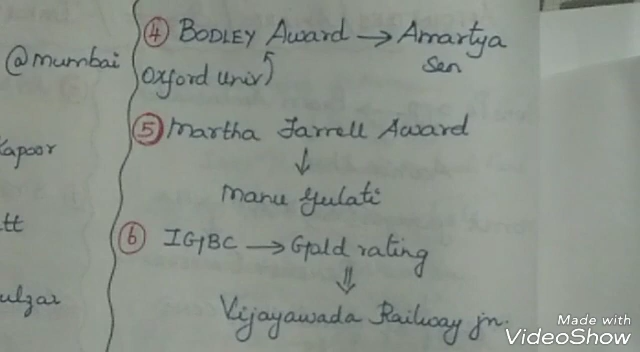 @mumbai
Kapoor
tt
ulzar
④ BODLEY Award → Amartya
Sen
(Oxford Univ)
⑤ Martha Farrell Award
↓
Manu Gulati
⑥ IGBC → Gold rating
⇓
Vijayawada Railway jn.
Made with
VideoShow